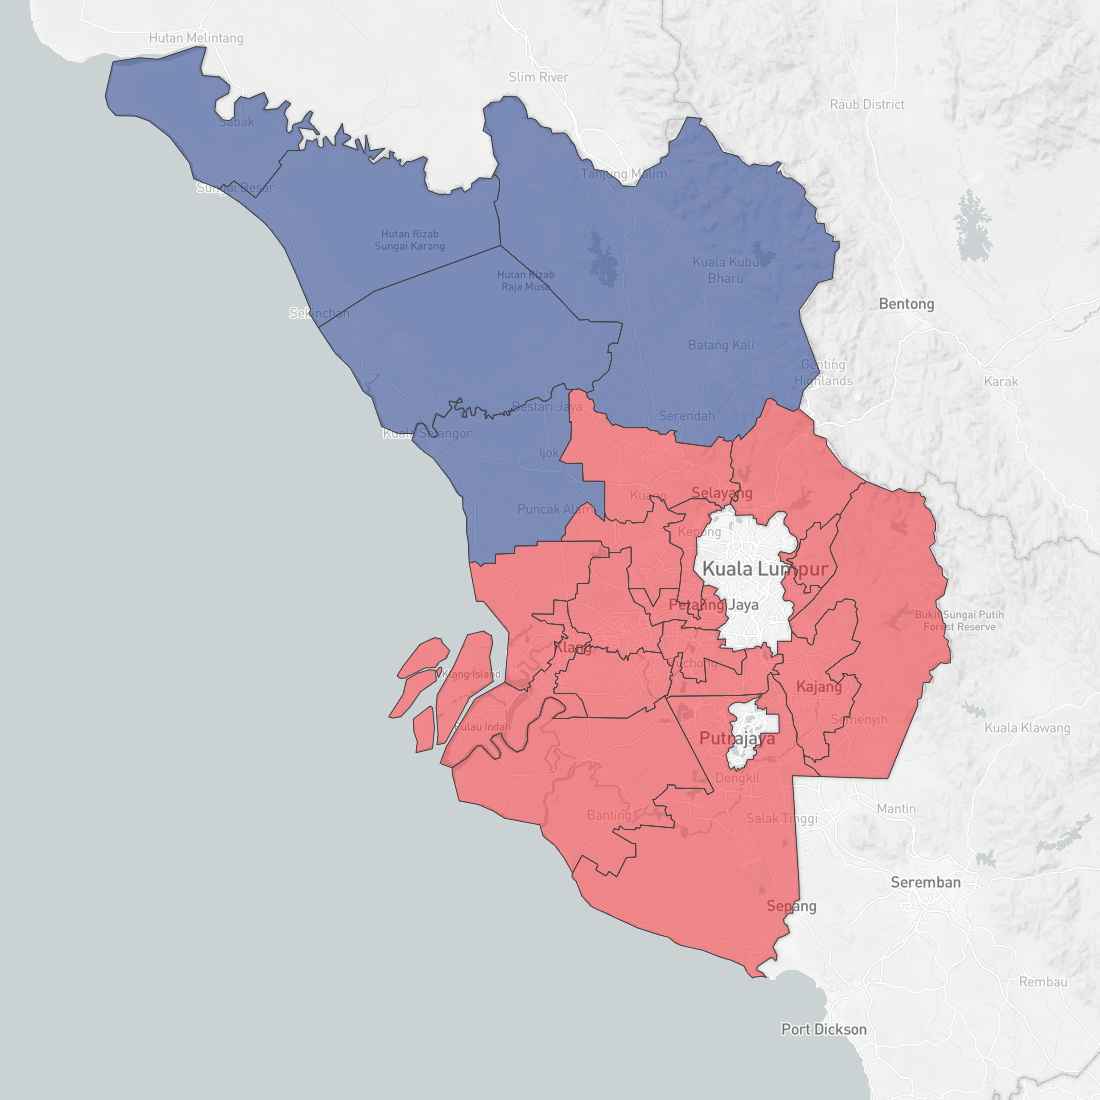 Hutan Melintang
Slim River
Raub District
Sabak
Tanjung Malim
Sungai Besar
Hutan Rizab
Sungai Karang
Kuala Kubu
Bharu
Hutan Rizab
Raja Musa
Bentong
Sekinchan
Batang Kali
Genting
Highlands
Karak
Bestari Jaya
Serendah
Kuala Selangor
Ijok
Selayang
Kuang
Puncak Alam
Kepong
Kuala Lumpur
Petaling Jaya
Bukit Sungai Putih
Forest Reserve
Klang
Puchong
Klang Island
Kajang
Semenyih
Pulau Indah
Kuala Klawang
Putrajaya
Dengkil
Mantin
Banting
Salak Tinggi
Seremban
Sepang
Rembau
Port Dickson